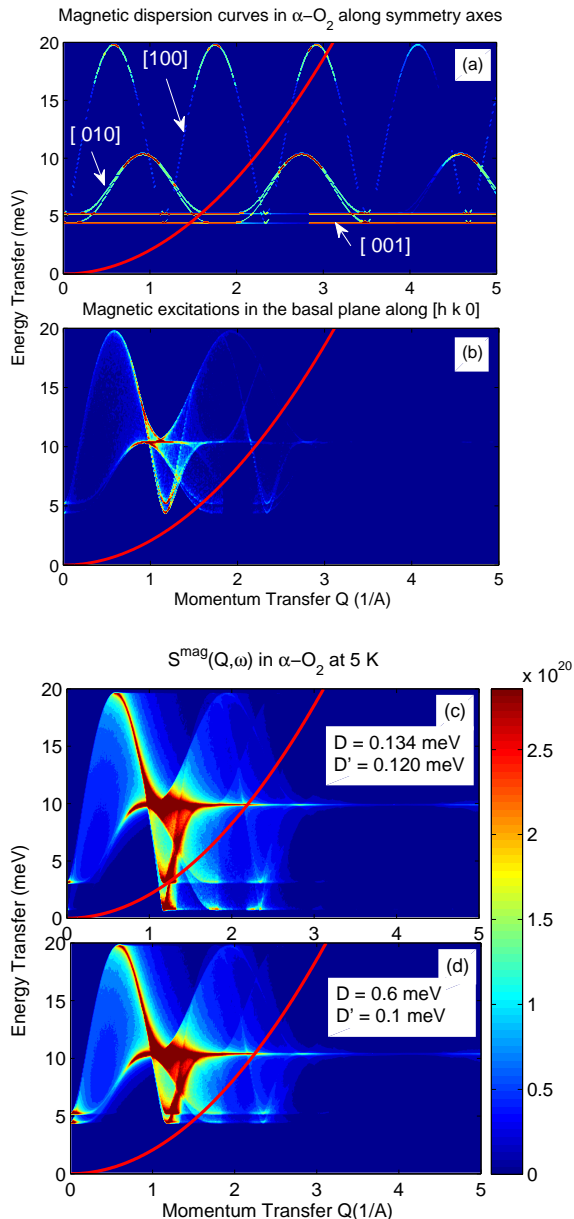 Magnetic dispersion curves in α−O2 along symmetry axes
20
15
10
5
0
0 1 2 3 4 5
[100]
[ 010]
[ 001]
(a)
Energy Transfer (meV)
Magnetic excitations in the basal plane along [h k 0]
20
15
10
5
0
0 1 2 3 4 5
(b)
Momentum Transfer Q (1/A)
S^mag(Q,ω) in α−O2 at 5 K
x 10^20
20
15
10
5
0
0 1 2 3 4 5
(c)
D = 0.134 meV
D' = 0.120 meV
Energy Transfer (meV)
20
15
10
5
0
0 1 2 3 4 5
(d)
D = 0.6 meV
D' = 0.1 meV
Energy Transfer (meV)
Momentum Transfer Q(1/A)
2.5
2
1.5
1
0.5
0